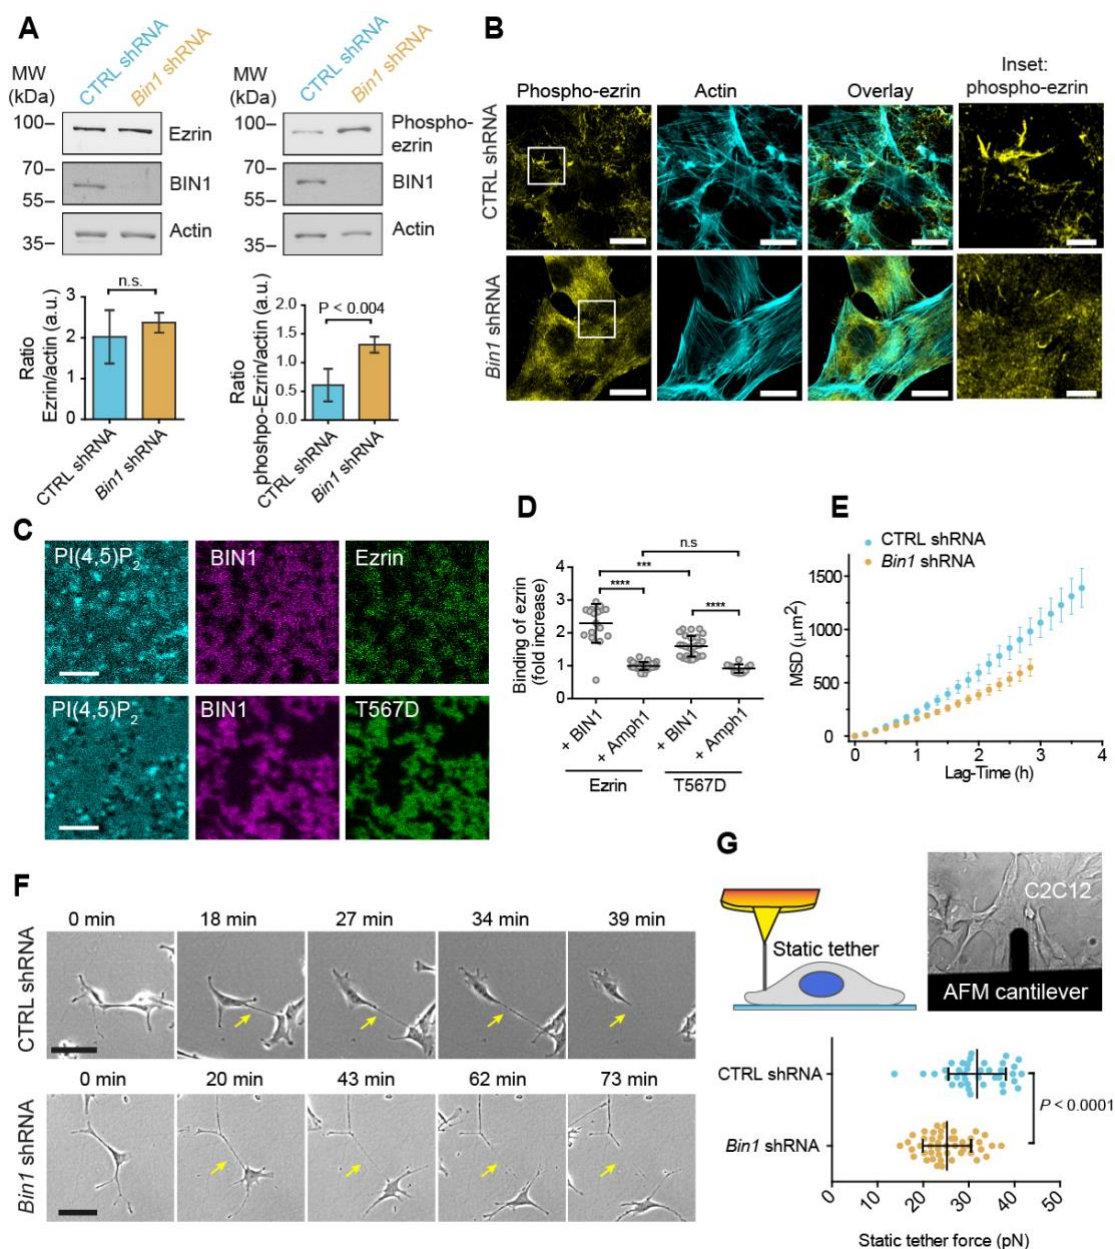 A
CTRL shRNA
Bin1 shRNA
MW
(kDa)
100–
70–
55–
35–
Ezrin
BIN1
Actin
CTRL shRNA
Bin1 shRNA
MW
(kDa)
100–
70–
55–
35–
Phospho-
ezrin
BIN1
Actin
n.s.
Ratio
Ezrin/actin (a.u.)
3
2
1
0
CTRL shRNA
Bin1 shRNA
P < 0.004
Ratio
phoshpo-Ezrin/actin (a.u.)
2.0
1.5
1.0
0.5
0.0
CTRL shRNA
Bin1 shRNA
B
Phospho-ezrin
Actin
Overlay
Inset:
phospho-ezrin
CTRL shRNA
Bin1 shRNA
C
PI(4,5)P2
BIN1
Ezrin
PI(4,5)P2
BIN1
T567D
D
n.s
***
****
****
Binding of ezrin
(fold increase)
4
3
2
1
0
+ BIN1
+ Amph1
+ BIN1
+ Amph1
Ezrin
T567D
E
CTRL shRNA
Bin1 shRNA
MSD (μm2)
1500
1000
500
0
0 1 2 3 4
Lag-Time (h)
F
CTRL shRNA
0 min 18 min 27 min 34 min 39 min
Bin1 shRNA
0 min 20 min 43 min 62 min 73 min
G
Static tether
C2C12
AFM cantilever
CTRL shRNA
Bin1 shRNA
P < 0.0001
0 10 20 30 40 50
Static tether force (pN)